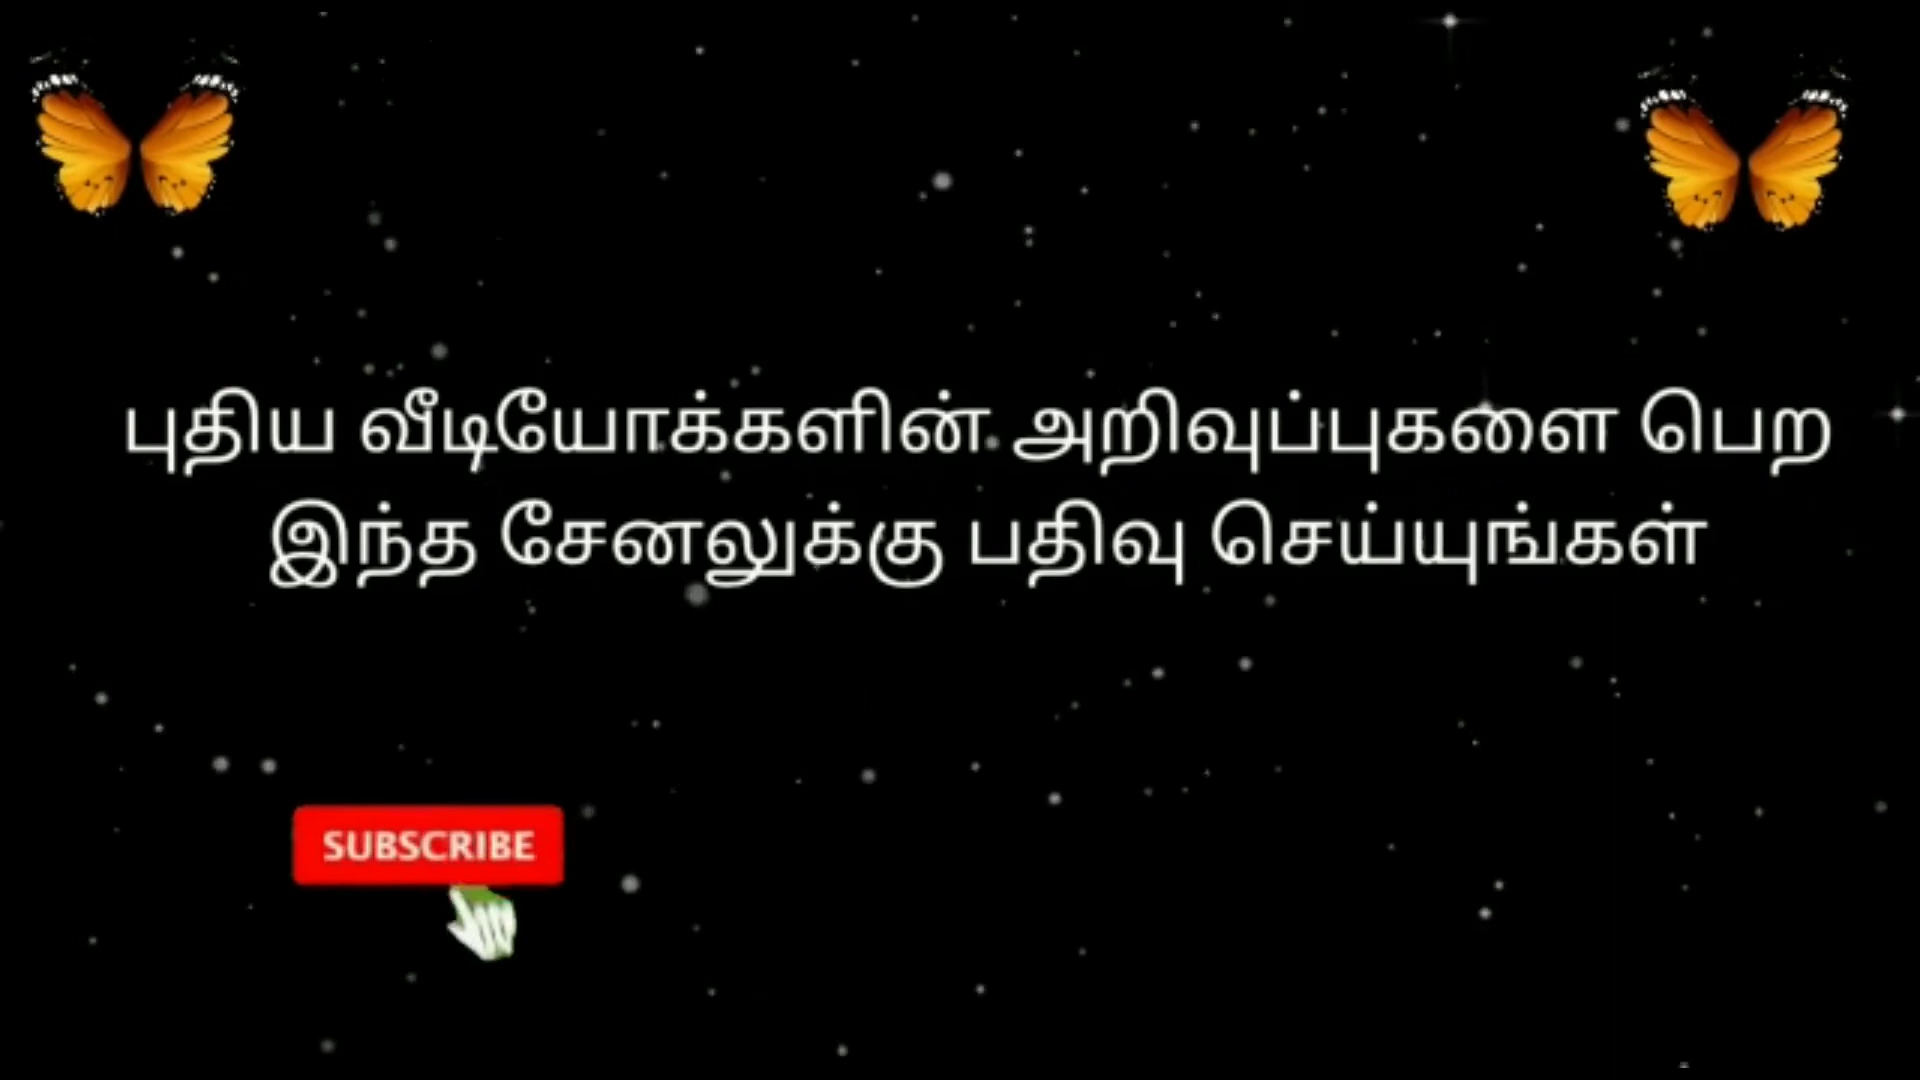 புதிய வீடியோக்களின் அறிவுப்புகளை பெற
இந்த சேனலுக்கு பதிவு செய்யுங்கள்
SUBSCRIBE